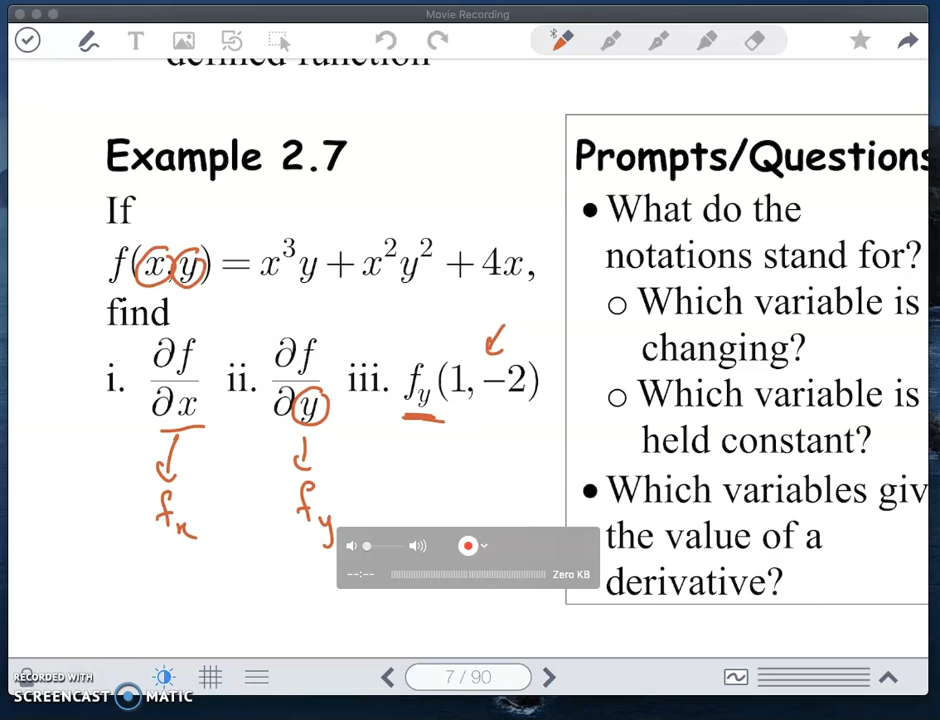 Movie Recording
T
defined function
Example 2.7
If
f(x, y) = x³y + x²y² + 4x,
find
i. ∂f/∂x ii. ∂f/∂y iii. f_y(1, −2)
f_x f_y
Prompts/Questions
• What do the
notations stand for?
o Which variable is
changing?
o Which variable is
held constant?
• Which variables giv
the value of a
derivative?
--:-- Zero KB
7 / 90
RECORDED WITH
SCREENCAST MATIC